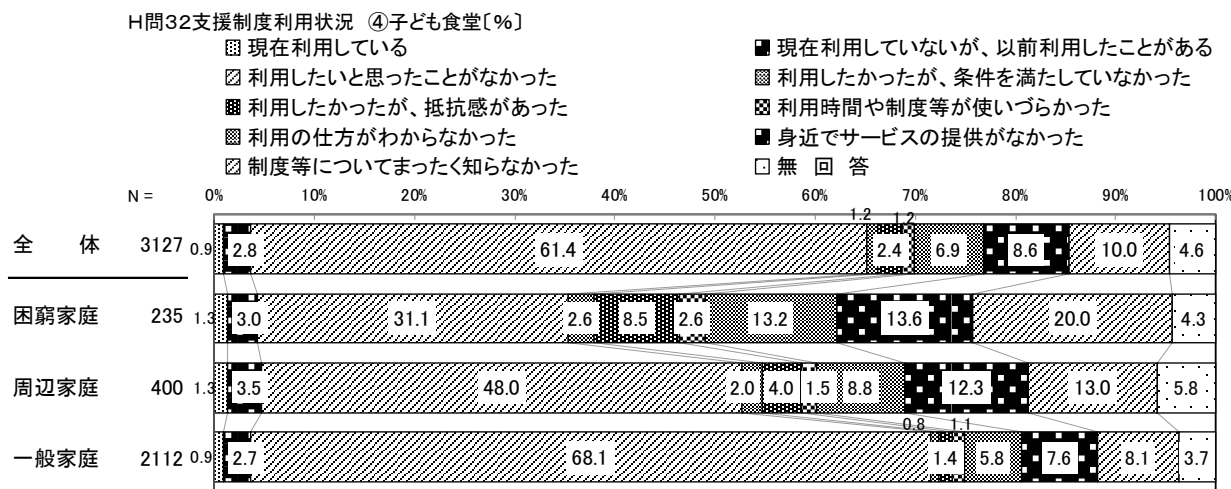 H問32支援制度利用状況 ④子ども食堂〔%〕
現在利用している 現在利用していないが、以前利用したことがある
利用したいと思ったことがなかった 利用したかったが、条件を満たしていなかった
利用したかったが、抵抗感があった 利用時間や制度等が使いづらかった
利用の仕方がわからなかった 身近でサービスの提供がなかった
制度等についてまったく知らなかった 無 回 答
N = 0% 10% 20% 30% 40% 50% 60% 70% 80% 90% 100%
1.2 1.2
全 体 3127 0.9 2.8 61.4 2.4 6.9 8.6 10.0 4.6
困窮家庭 235 1.3 3.0 31.1 2.6 8.5 2.6 13.2 13.6 20.0 4.3
周辺家庭 400 1.3 3.5 48.0 2.0 4.0 1.5 8.8 12.3 13.0 5.8
0.8 1.1
一般家庭 2112 0.9 2.7 68.1 1.4 5.8 7.6 8.1 3.7